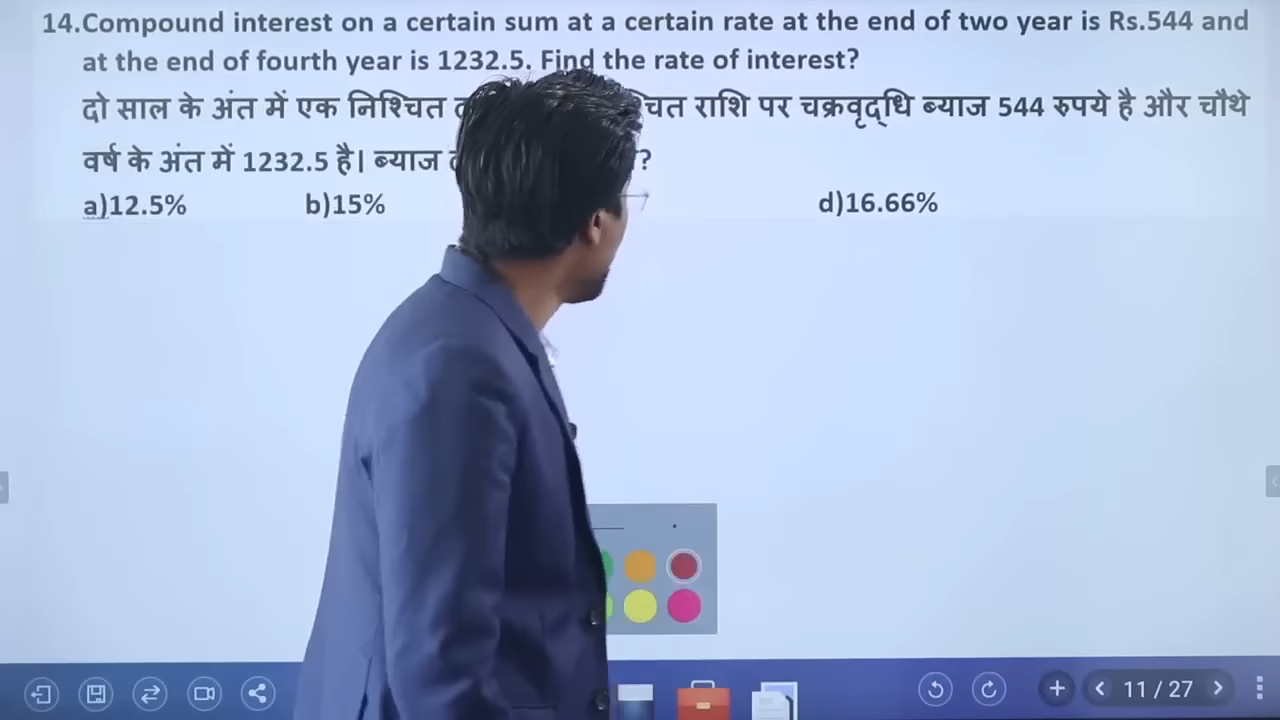 14.Compound interest on a certain sum at a certain rate at the end of two year is Rs.544 and
at the end of fourth year is 1232.5. Find the rate of interest?
दो साल के अंत में एक निश्चित राशि पर चक्रवृद्धि ब्याज 544 रुपये है और चौथे
वर्ष के अंत में 1232.5 है। ब्याज ?
a)12.5% b)15% d)16.66%
11 / 27